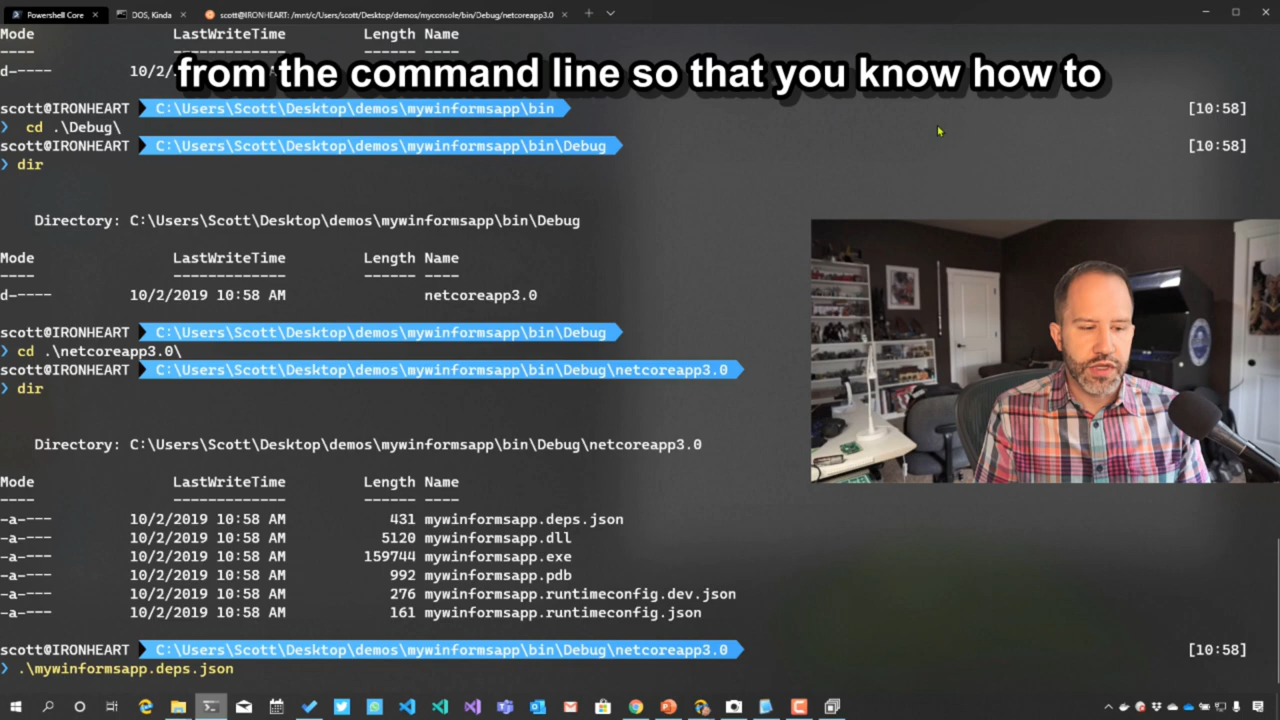 Powershell Core
DOS, Kinda
scott@IRONHEART: /mnt/c/Users/scott/Desktop/demos/myconsole/bin/Debug/netcoreapp3.0
Mode LastWriteTime Length Name
---- ------------- ------ ----
d----- 10/2/
from the command line so that you know how to
scott@IRONHEART C:\Users\Scott\Desktop\demos\mywinformsapp\bin [10:58]
❯ cd .\Debug\
scott@IRONHEART C:\Users\Scott\Desktop\demos\mywinformsapp\bin\Debug [10:58]
❯ dir
Directory: C:\Users\Scott\Desktop\demos\mywinformsapp\bin\Debug
Mode LastWriteTime Length Name
---- ------------- ------ ----
d----- 10/2/2019 10:58 AM netcoreapp3.0
scott@IRONHEART C:\Users\Scott\Desktop\demos\mywinformsapp\bin\Debug
❯ cd .\netcoreapp3.0\
scott@IRONHEART C:\Users\Scott\Desktop\demos\mywinformsapp\bin\Debug\netcoreapp3.0
❯ dir
Directory: C:\Users\Scott\Desktop\demos\mywinformsapp\bin\Debug\netcoreapp3.0
Mode LastWriteTime Length Name
---- ------------- ------ ----
-a---- 10/2/2019 10:58 AM 431 mywinformsapp.deps.json
-a---- 10/2/2019 10:58 AM 5120 mywinformsapp.dll
-a---- 10/2/2019 10:58 AM 159744 mywinformsapp.exe
-a---- 10/2/2019 10:58 AM 992 mywinformsapp.pdb
-a---- 10/2/2019 10:58 AM 276 mywinformsapp.runtimeconfig.dev.json
-a---- 10/2/2019 10:58 AM 161 mywinformsapp.runtimeconfig.json
scott@IRONHEART C:\Users\Scott\Desktop\demos\mywinformsapp\bin\Debug\netcoreapp3.0 [10:58]
❯ .\mywinformsapp.deps.json